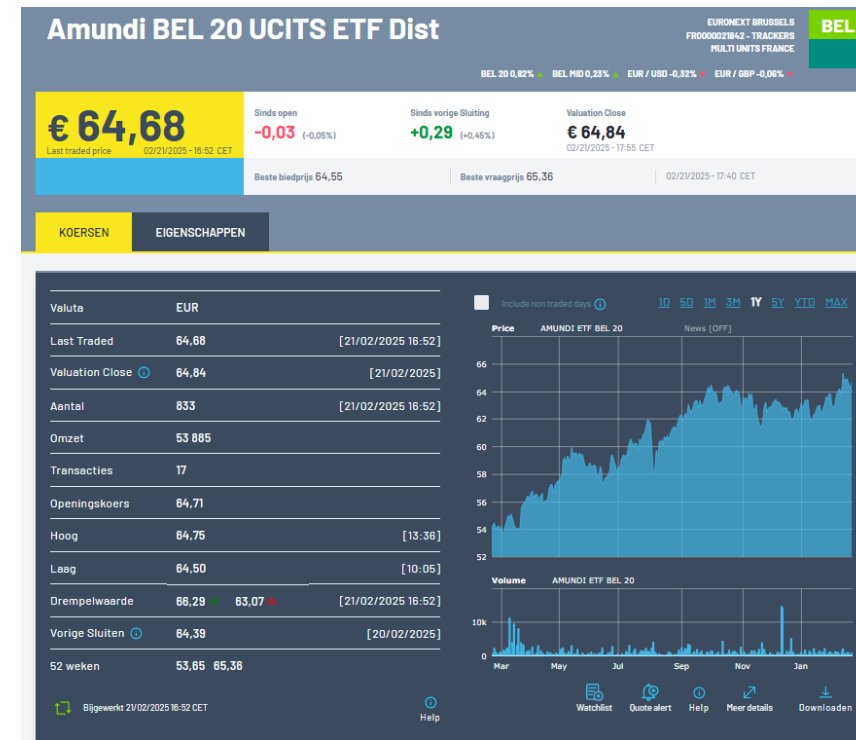 Amundi BEL 20 UCITS ETF Dist
EURONEXT BRUSSELS
FR0000021842 - TRACKERS
MULTI UNITS FRANCE
BEL
BEL 20 0,82% BEL MID 0,23% EUR / USD -0,32% EUR / GBP -0,06%
€ 64,68
Last traded price 02/21/2025 - 16:52 CET
Sinds open
-0,03 (-0,05%)
Sinds vorige Sluiting
+0,29 (+0,45%)
Valuation Close
€ 64,84
02/21/2025 - 17:55 CET
Beste biedprijs 64,55
Beste vraagprijs 65,36
02/21/2025 - 17:40 CET
KOERSEN EIGENSCHAPPEN
Valuta EUR
Last Traded 64,68 [21/02/2025 16:52]
Valuation Close 64,84 [21/02/2025]
Aantal 833 [21/02/2025 16:52]
Omzet 53 885
Transacties 17
Openingskoers 64,71
Hoog 64,75 [13:36]
Laag 64,50 [10:05]
Drempelwaarde 66,29 63,07 [21/02/2025 16:52]
Vorige Sluiten 64,39 [20/02/2025]
52 weken 53,65 65,36
Bijgewerkt 21/02/2025 16:52 CET
Help
Include non traded days
1D 5D 1M 3M 1Y 5Y YTD MAX
Price AMUNDI ETF BEL 20 News [OFF]
66
64
62
60
58
56
54
52
Volume AMUNDI ETF BEL 20
10k
0
Mar May Jul Sep Nov Jan
Watchlist Quote alert Help Meer details Downloaden